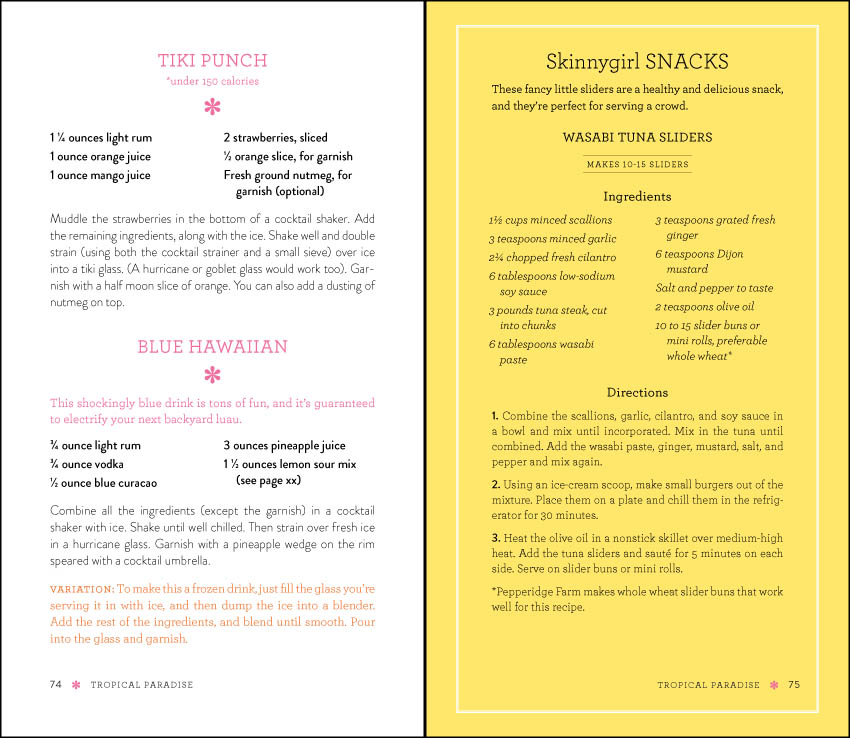 TIKI PUNCH
*under 150 calories
1 ¼ ounces light rum
1 ounce orange juice
1 ounce mango juice
2 strawberries, sliced
½ orange slice, for garnish
Fresh ground nutmeg, for
garnish (optional)
Muddle the strawberries in the bottom of a cocktail shaker. Add
the remaining ingredients, along with the ice. Shake well and double
strain (using both the cocktail strainer and a small sieve) over ice
into a tiki glass. (A hurricane or goblet glass would work too). Gar-
nish with a half moon slice of orange. You can also add a dusting of
nutmeg on top.
BLUE HAWAIIAN
This shockingly blue drink is tons of fun, and it's guaranteed
to electrify your next backyard luau.
¾ ounce light rum
¾ ounce vodka
½ ounce blue curacao
3 ounces pineapple juice
1 ½ ounces lemon sour mix
(see page xx)
Combine all the ingredients (except the garnish) in a cocktail
shaker with ice. Shake until well chilled. Then strain over fresh ice
in a hurricane glass. Garnish with a pineapple wedge on the rim
speared with a cocktail umbrella.
VARIATION: To make this a frozen drink, just fill the glass you're
serving it in with ice, and then dump the ice into a blender.
Add the rest of the ingredients, and blend until smooth. Pour
into the glass and garnish.
74 * TROPICAL PARADISE
Skinnygirl SNACKS
These fancy little sliders are a healthy and delicious snack,
and they're perfect for serving a crowd.
WASABI TUNA SLIDERS
MAKES 10-15 SLIDERS
Ingredients
1½ cups minced scallions
3 teaspoons minced garlic
2¼ chopped fresh cilantro
6 tablespoons low-sodium
soy sauce
3 pounds tuna steak, cut
into chunks
6 tablespoons wasabi
paste
3 teaspoons grated fresh
ginger
6 teaspoons Dijon
mustard
Salt and pepper to taste
2 teaspoons olive oil
10 to 15 slider buns or
mini rolls, preferable
whole wheat*
Directions
1. Combine the scallions, garlic, cilantro, and soy sauce in
a bowl and mix until incorporated. Mix in the tuna until
combined. Add the wasabi paste, ginger, mustard, salt, and
pepper and mix again.
2. Using an ice-cream scoop, make small burgers out of the
mixture. Place them on a plate and chill them in the refrig-
erator for 30 minutes.
3. Heat the olive oil in a nonstick skillet over medium-high
heat. Add the tuna sliders and sauté for 5 minutes on each
side. Serve on slider buns or mini rolls.
*Pepperidge Farm makes whole wheat slider buns that work
well for this recipe.
TROPICAL PARADISE * 75